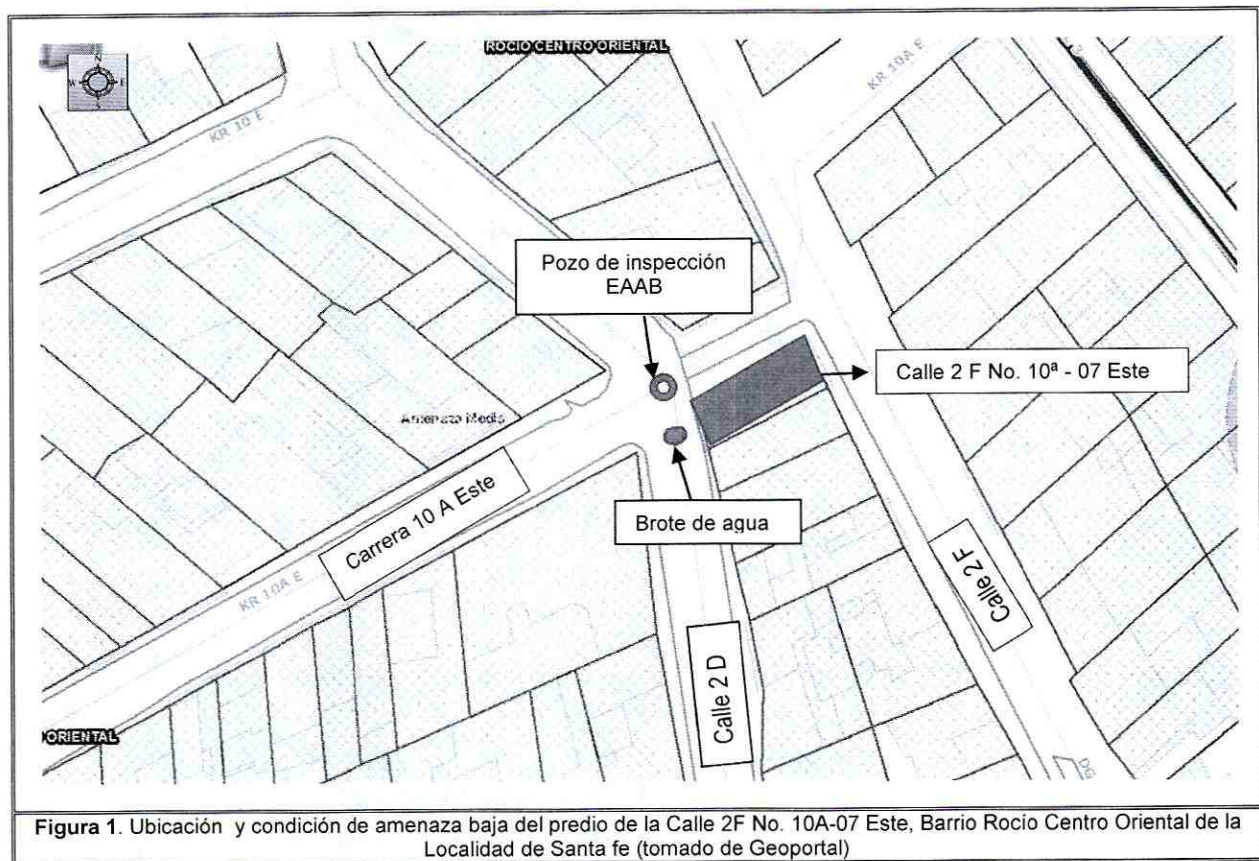 ROCIO CENTRO ORIENTAL
N
W E
S
KR 10 E
KR 10A E
Pozo de inspección
EAAB
Calle 2 F No. 10ª - 07 Este
Amenaza Media
Carrera 10 A Este
Brote de agua
KR 10A E
Calle 2 F
Calle 2 D
ORIENTAL
DG
Figura 1. Ubicación y condición de amenaza baja del predio de la Calle 2F No. 10A-07 Este, Barrio Rocío Centro Oriental de la
Localidad de Santa fe (tomado de Geoportal)